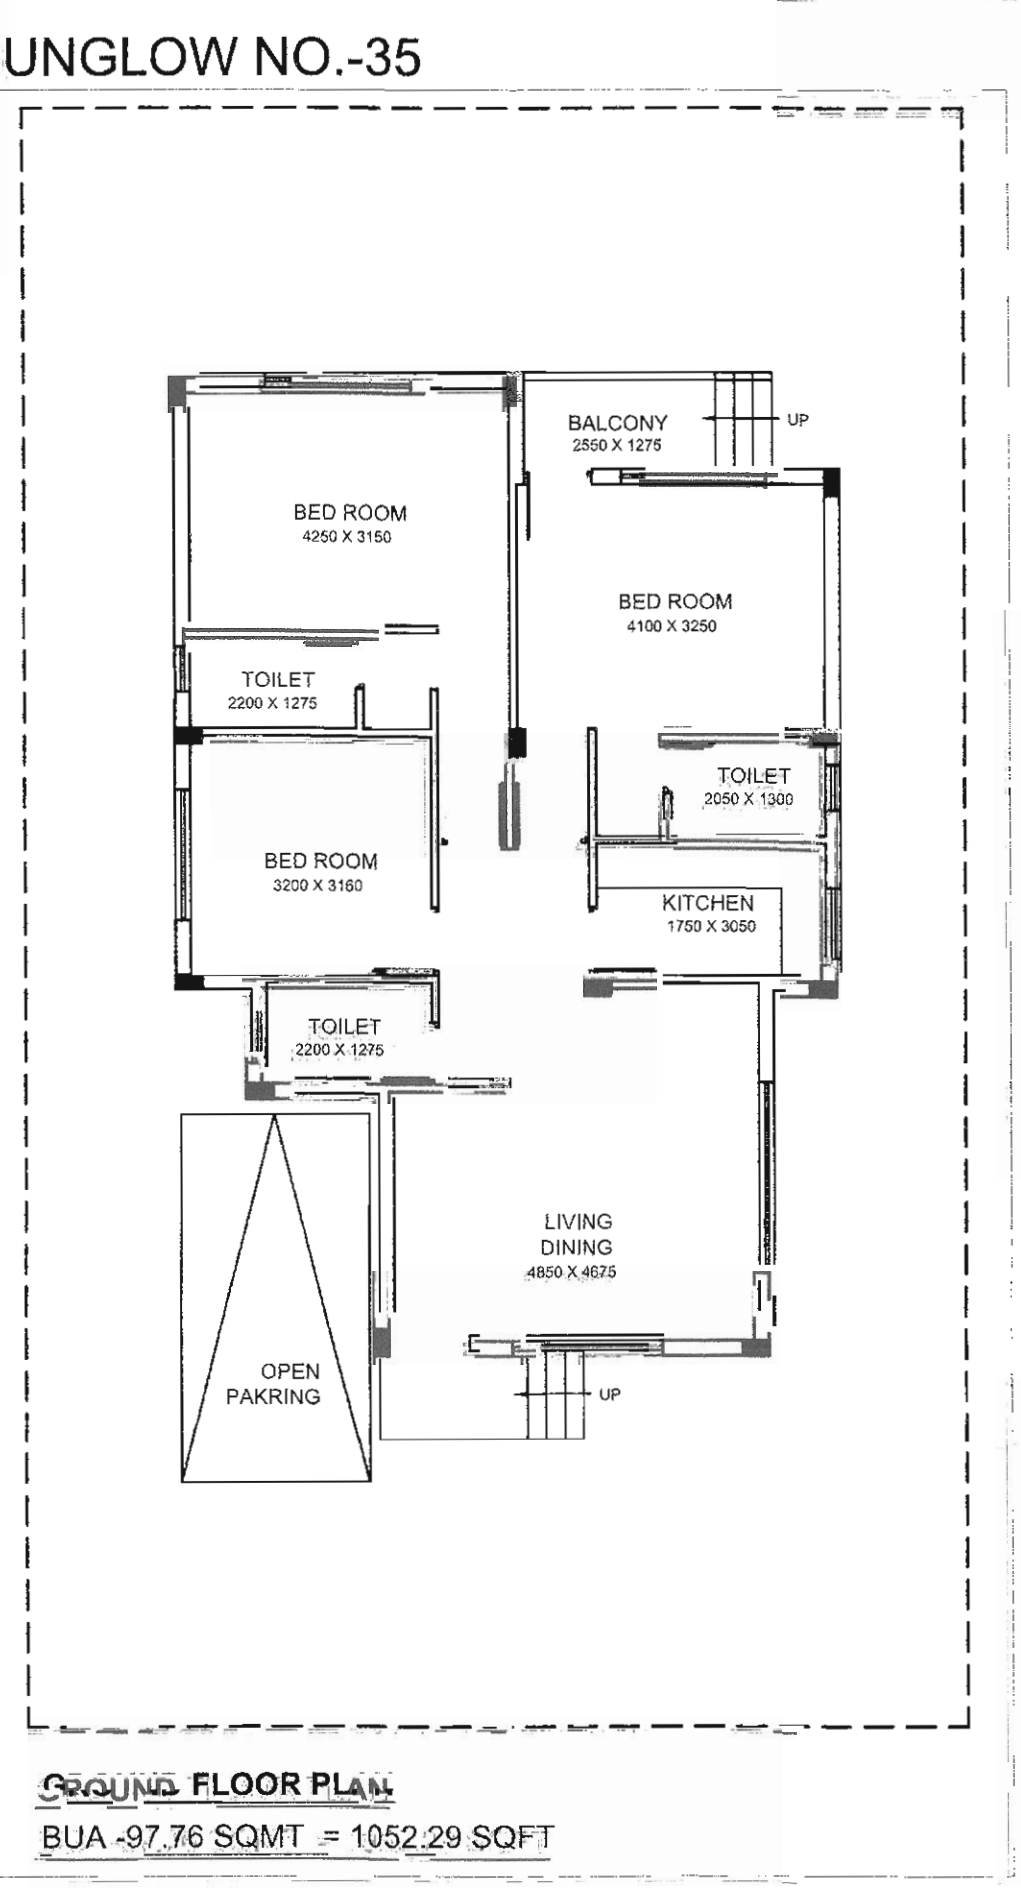 UNGLOW NO.-35
BALCONY
2550 X 1275
UP
BED ROOM
4250 X 3150
BED ROOM
4100 X 3250
TOILET
2200 X 1275
TOILET
2050 X 1300
BED ROOM
3200 X 3160
KITCHEN
1750 X 3050
TOILET
2200 X 1275
LIVING
DINING
4850 X 4675
OPEN
PAKRING
UP
GROUND FLOOR PLAN
BUA -97.76 SQMT = 1052.29 SQFT